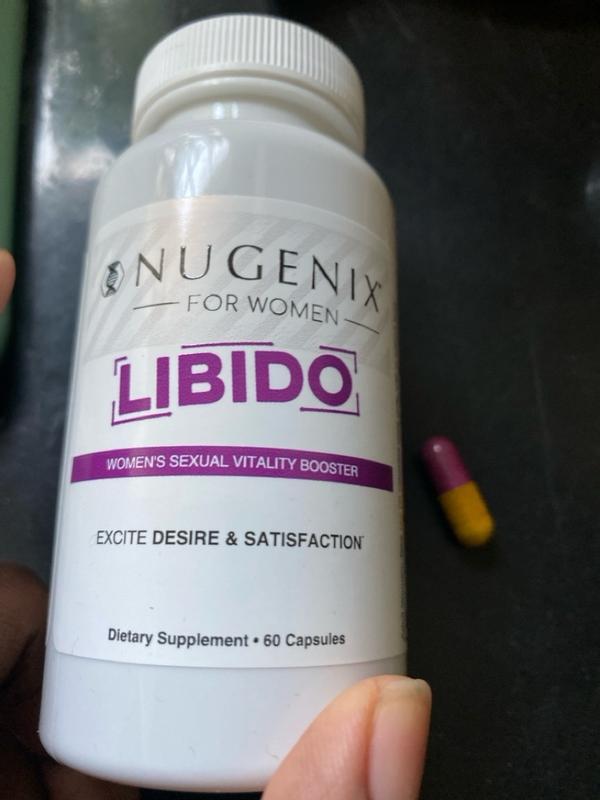 NUGENIX®
FOR WOMEN
LIBIDO
WOMEN'S SEXUAL VITALITY BOOSTER
EXCITE DESIRE & SATISFACTION
Dietary Supplement • 60 Capsules